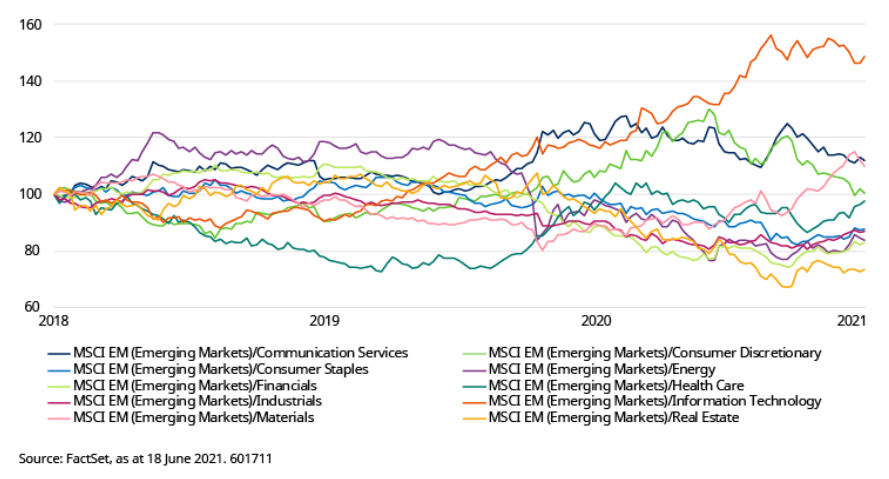 160
140
120
100
80
60
2018
2019
2020
2021
MSCI EM (Emerging Markets)/Communication Services
MSCI EM (Emerging Markets)/Consumer Discretionary
MSCI EM (Emerging Markets)/Consumer Staples
MSCI EM (Emerging Markets)/Energy
MSCI EM (Emerging Markets)/Financials
MSCI EM (Emerging Markets)/Health Care
MSCI EM (Emerging Markets)/Industrials
MSCI EM (Emerging Markets)/Information Technology
MSCI EM (Emerging Markets)/Materials
MSCI EM (Emerging Markets)/Real Estate
Source: FactSet, as at 18 June 2021. 601711